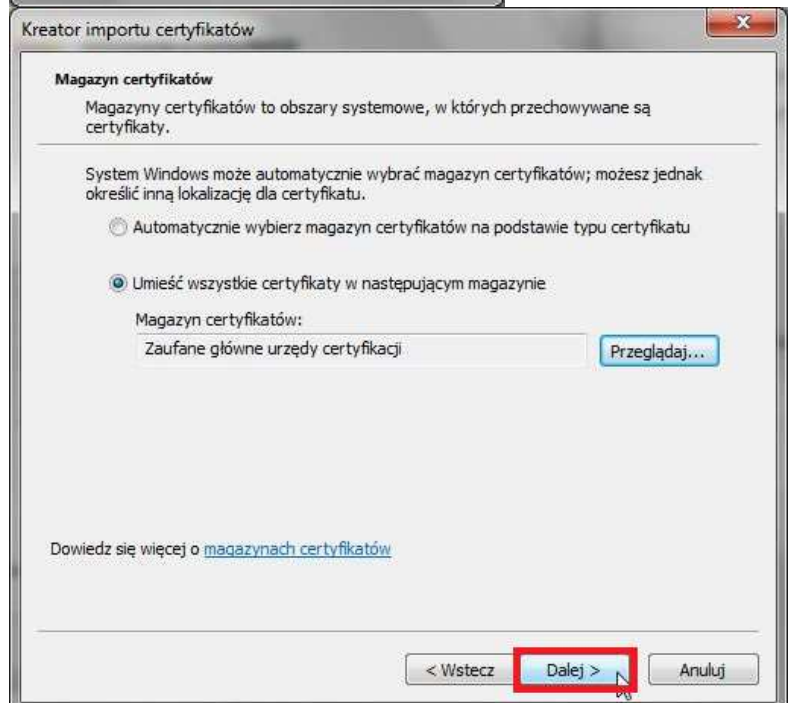 Kreator importu certyfikatów
Magazyn certyfikatów
Magazyny certyfikatów to obszary systemowe, w których przechowywane są
certyfikaty.
System Windows może automatycznie wybrać magazyn certyfikatów; możesz jednak
określić inną lokalizację dla certyfikatu.
Automatycznie wybierz magazyn certyfikatów na podstawie typu certyfikatu
Umieść wszystkie certyfikaty w następującym magazynie
Magazyn certyfikatów:
Zaufane główne urzędy certyfikacji
Przeglądaj...
Dowiedz się więcej o magazynach certyfikatów
< Wstecz
Dalej >
Anuluj